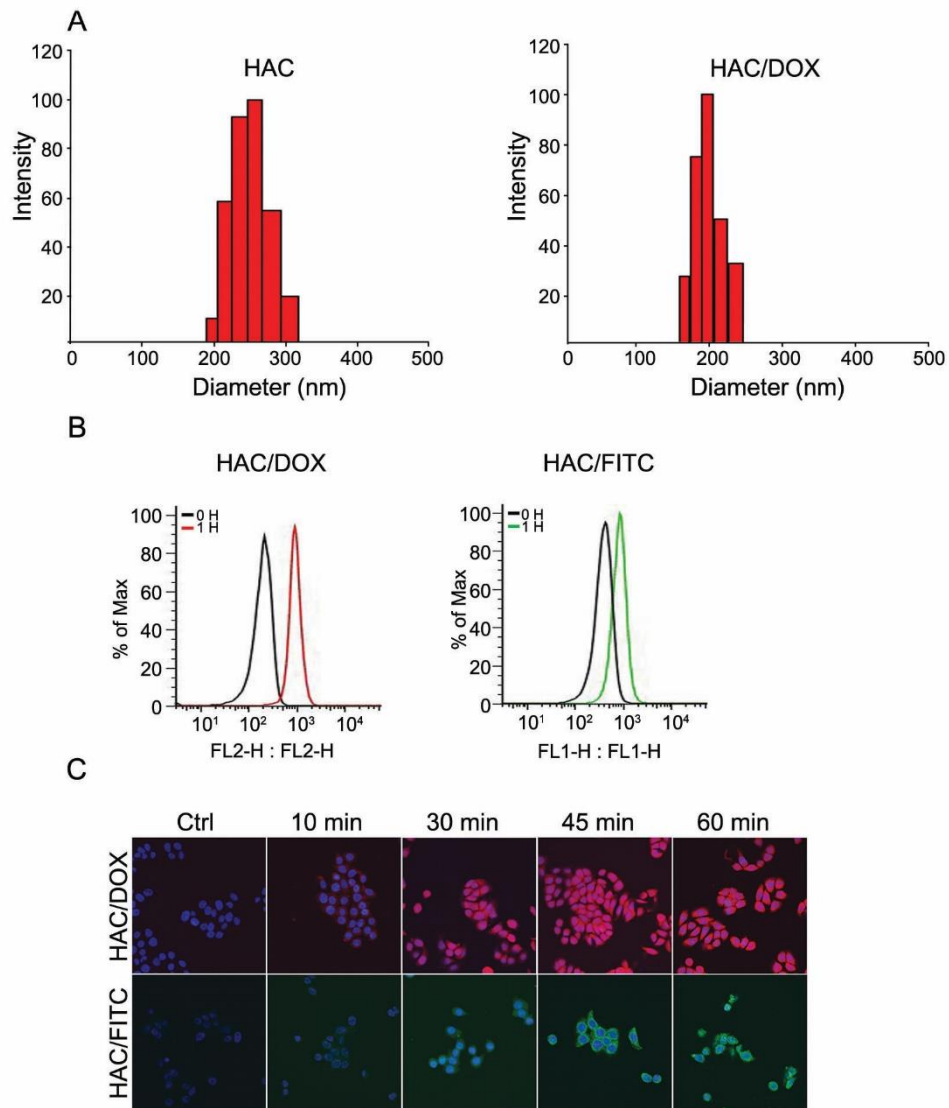 A
HAC
HAC/DOX
120
100
80
60
40
20
Intensity
0 100 200 300 400 500
Diameter (nm)
120
100
80
60
40
20
Intensity
0 100 200 300 400 500
Diameter (nm)
B
HAC/DOX
HAC/FITC
100
80
60
40
20
0
% of Max
0 H
1 H
10¹ 10² 10³ 10⁴
FL2-H : FL2-H
100
80
60
40
20
0
% of Max
0 H
1 H
10¹ 10² 10³ 10⁴
FL1-H : FL1-H
C
Ctrl 10 min 30 min 45 min 60 min
HAC/DOX
HAC/FITC